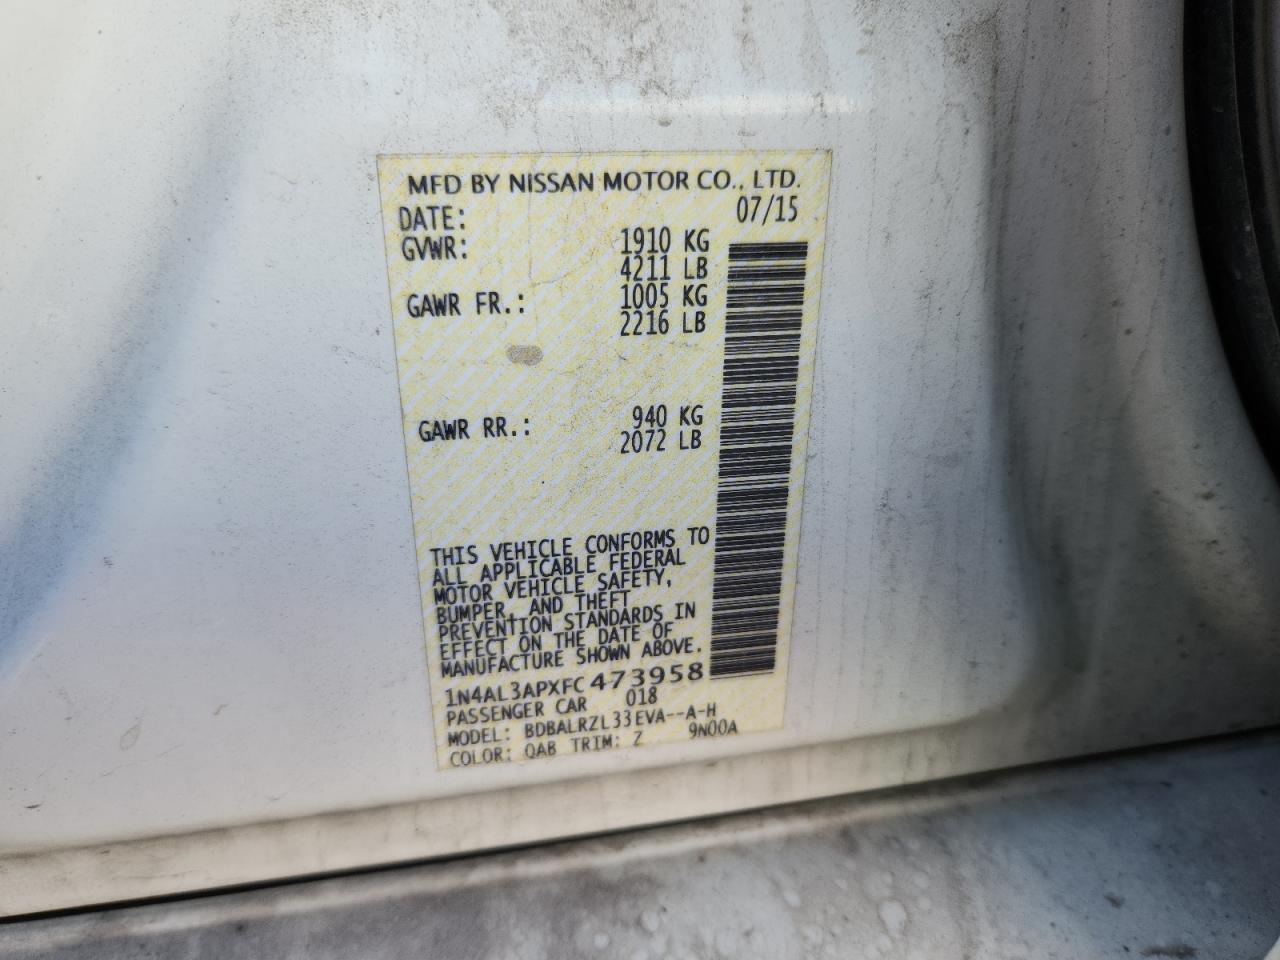 MFD BY NISSAN MOTOR CO., LTD.
DATE: 07/15
GVWR: 1910 KG
4211 LB
GAWR FR.: 1005 KG
2216 LB
GAWR RR.: 940 KG
2072 LB
THIS VEHICLE CONFORMS TO
ALL APPLICABLE FEDERAL
MOTOR VEHICLE SAFETY,
BUMPER, AND THEFT
PREVENTION STANDARDS IN
EFFECT ON THE DATE OF
MANUFACTURE SHOWN ABOVE.
1N4AL3APXFC473958
PASSENGER CAR 018
MODEL: BDBALRZL33EVA--A-H
COLOR: QAB TRIM: Z 9N00A